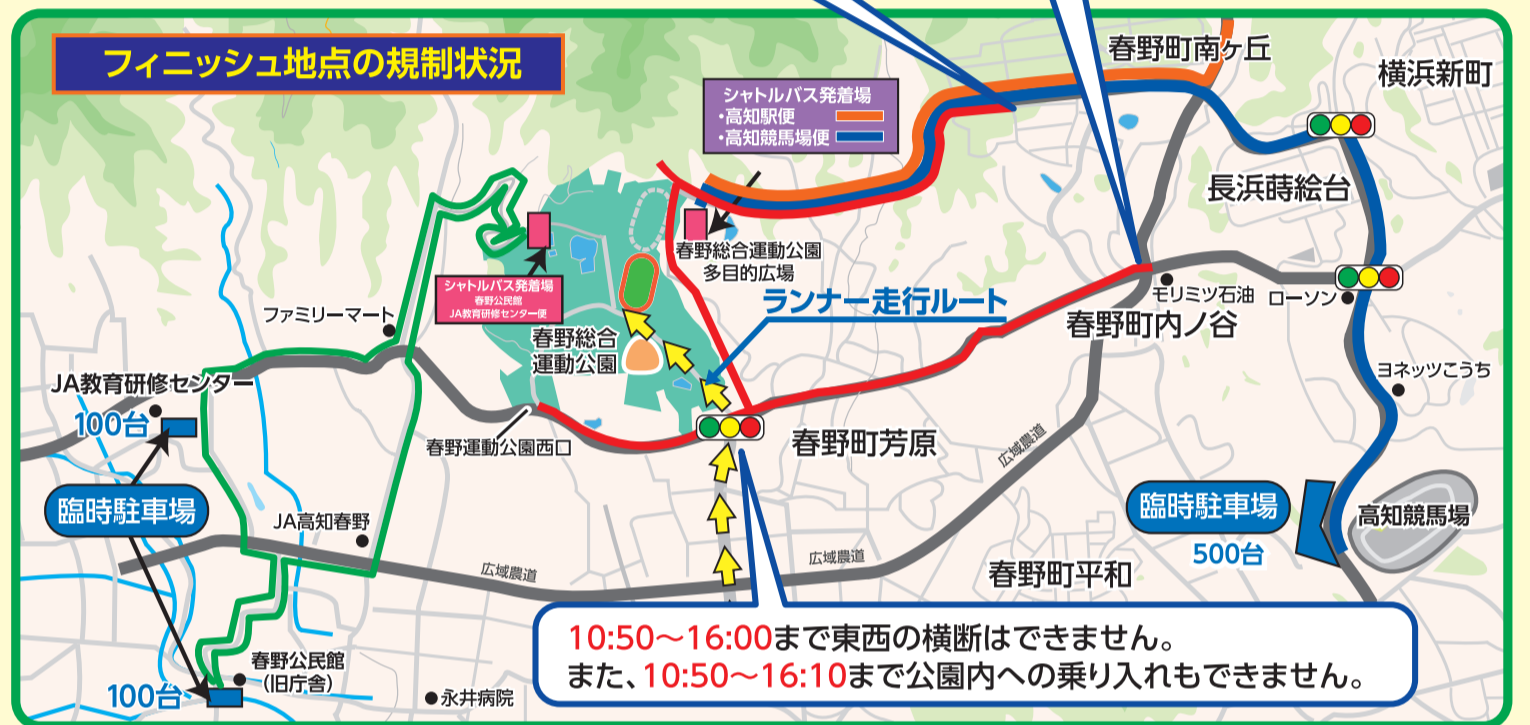 フィニッシュ地点の規制状況
春野町南ヶ丘
横浜新町
シャトルバス発着場
・高知駅便
・高知競馬場便
長浜蒔絵台
春野総合運動公園
多目的広場
シャトルバス発着場
春野公民館
JA教育研修センター便
ランナー走行ルート
モリミツ石油
ローソン
ファミリーマート
春野総合
運動公園
春野町内ノ谷
ヨネッツこうち
JA教育研修センター
100台
春野運動公園西口
春野町芳原
広域農道
臨時駐車場
JA高知春野
臨時駐車場
500台
高知競馬場
広域農道
広域農道
春野町平和
春野公民館
(旧庁舎)
100台
永井病院
10:50～16:00まで東西の横断はできません。
また、10:50～16:10まで公園内への乗り入れもできません。